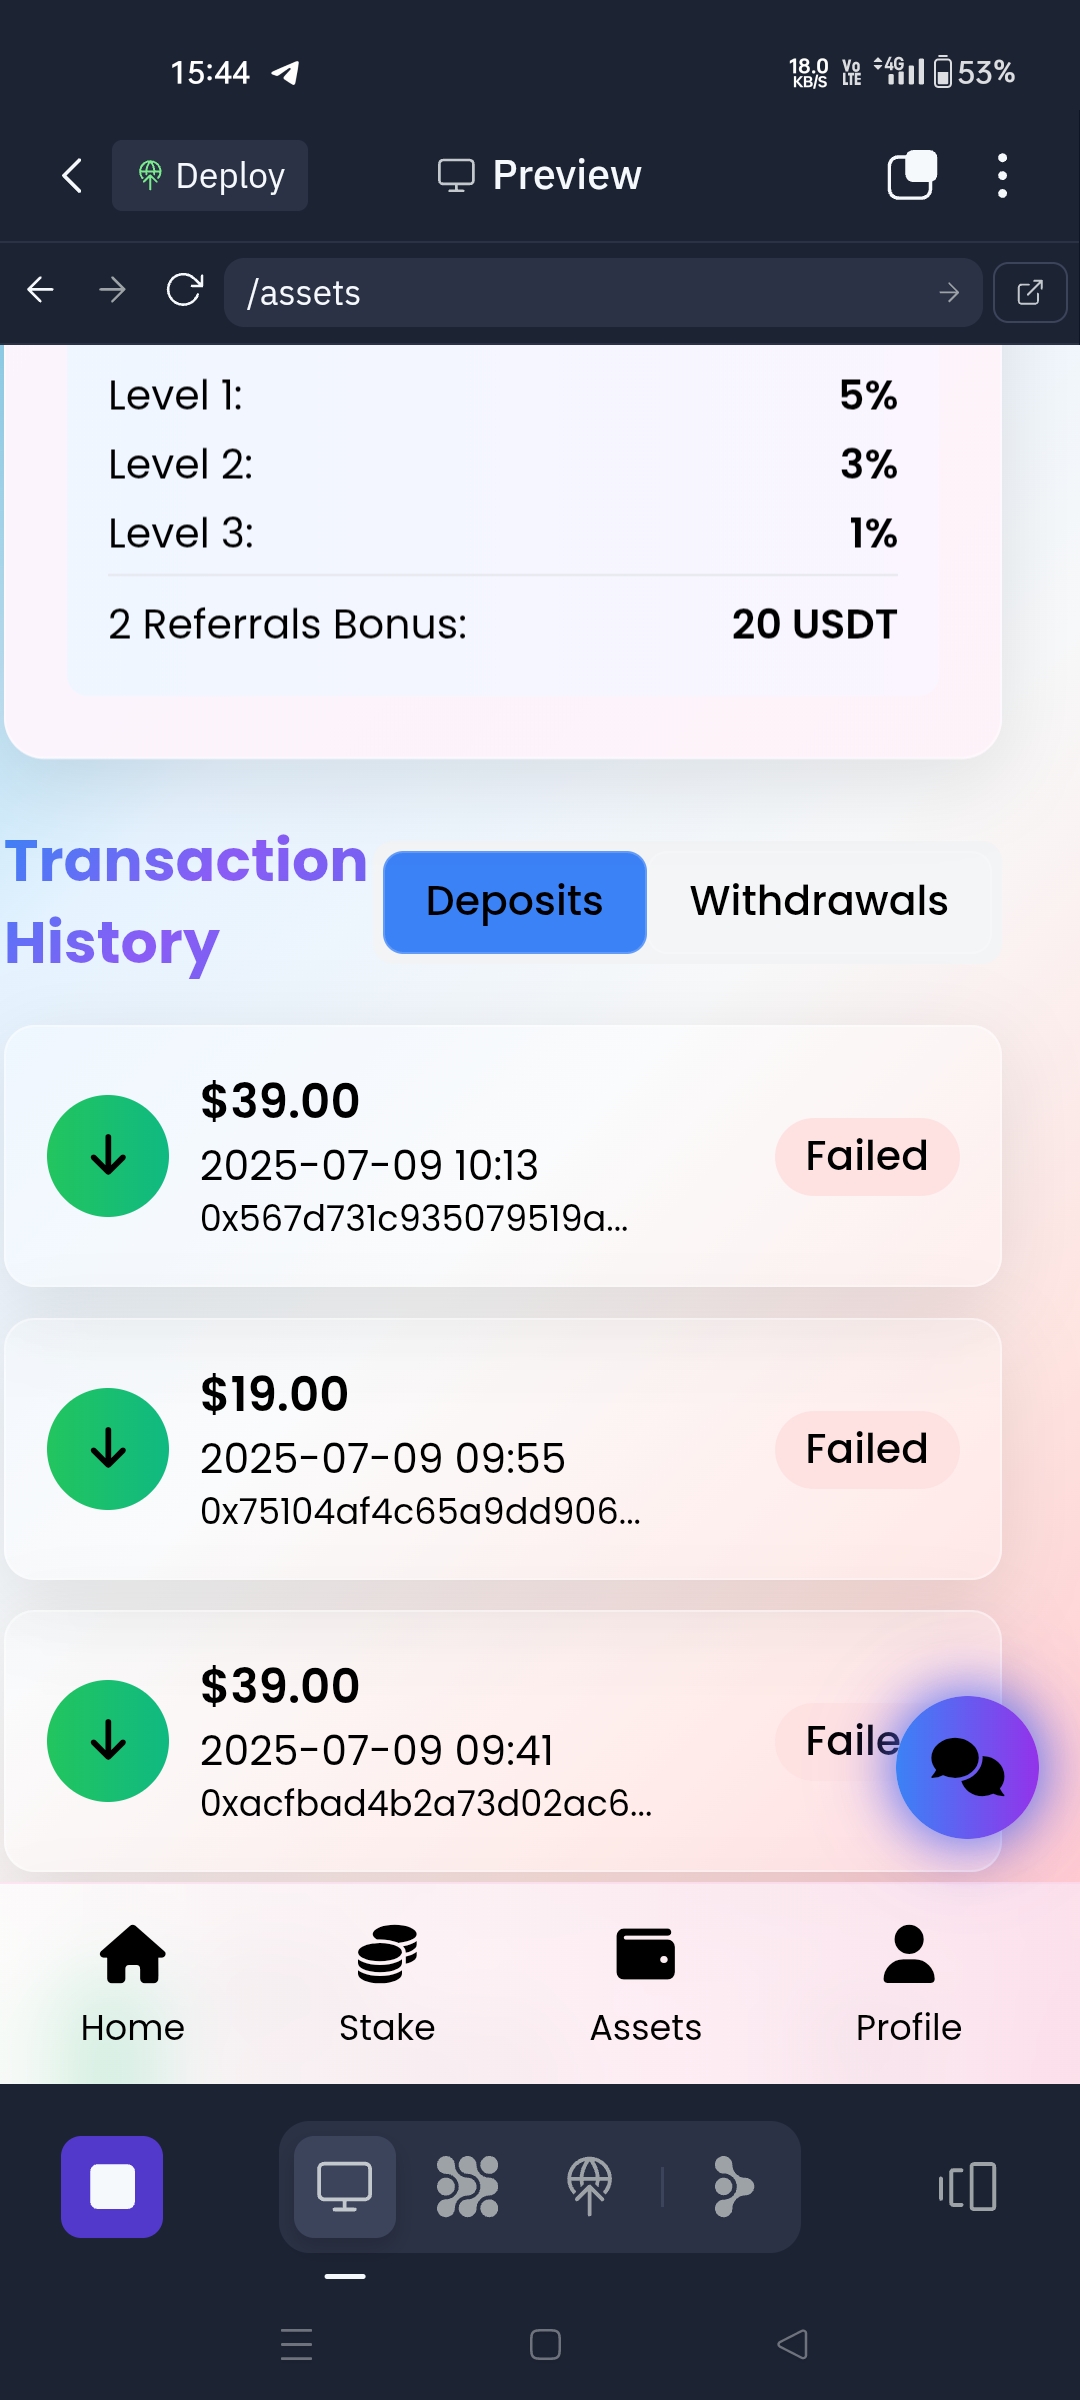 15:44
18.0 KB/S
Vo LTE
4G
53%
Deploy
Preview
/assets
Level 1: 5%
Level 2: 3%
Level 3: 1%
2 Referrals Bonus: 20 USDT
Transaction
History
Deposits
Withdrawals
$39.00
2025-07-09 10:13
0x567d731c935079519a...
Failed
$19.00
2025-07-09 09:55
0x75104af4c65a9dd906...
Failed
$39.00
2025-07-09 09:41
0xacfbad4b2a73d02ac6...
Faile
Home
Stake
Assets
Profile